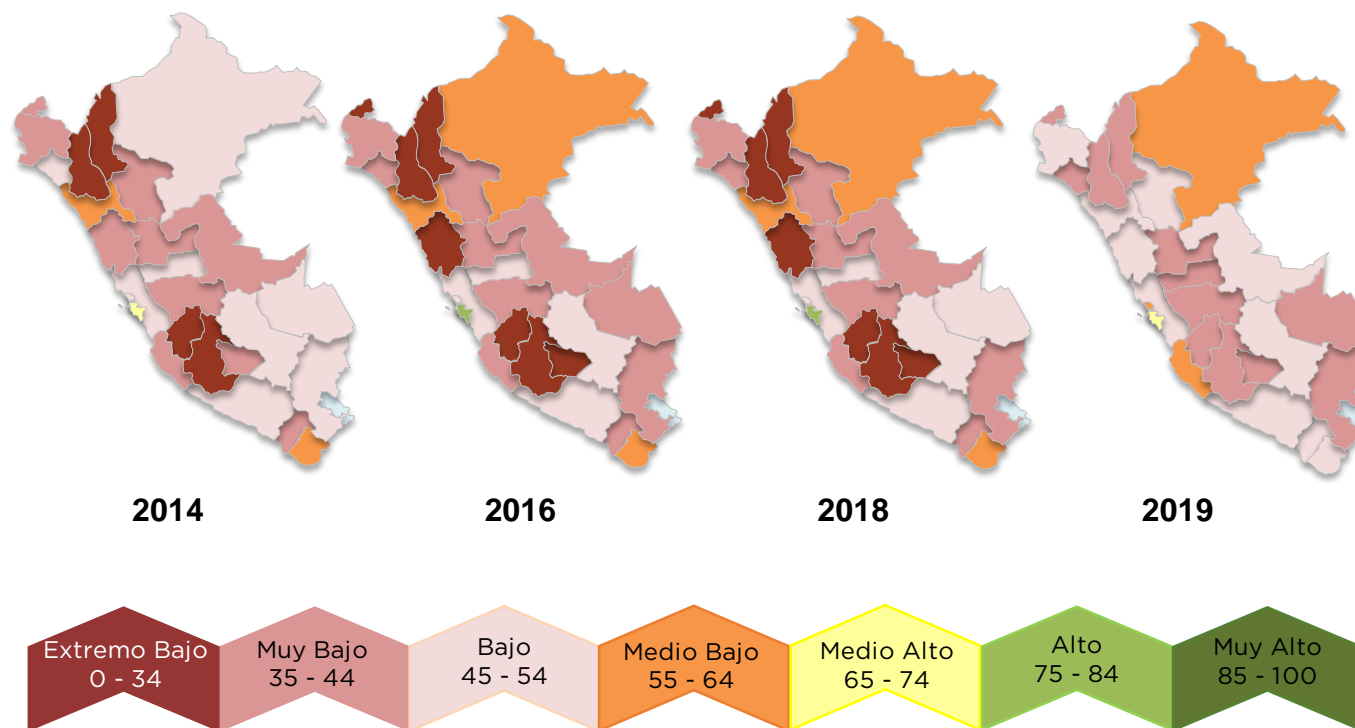 2014
2016
2018
2019
Extremo Bajo
0 - 34
Muy Bajo
35 - 44
Bajo
45 - 54
Medio Bajo
55 - 64
Medio Alto
65 - 74
Alto
75 - 84
Muy Alto
85 - 100